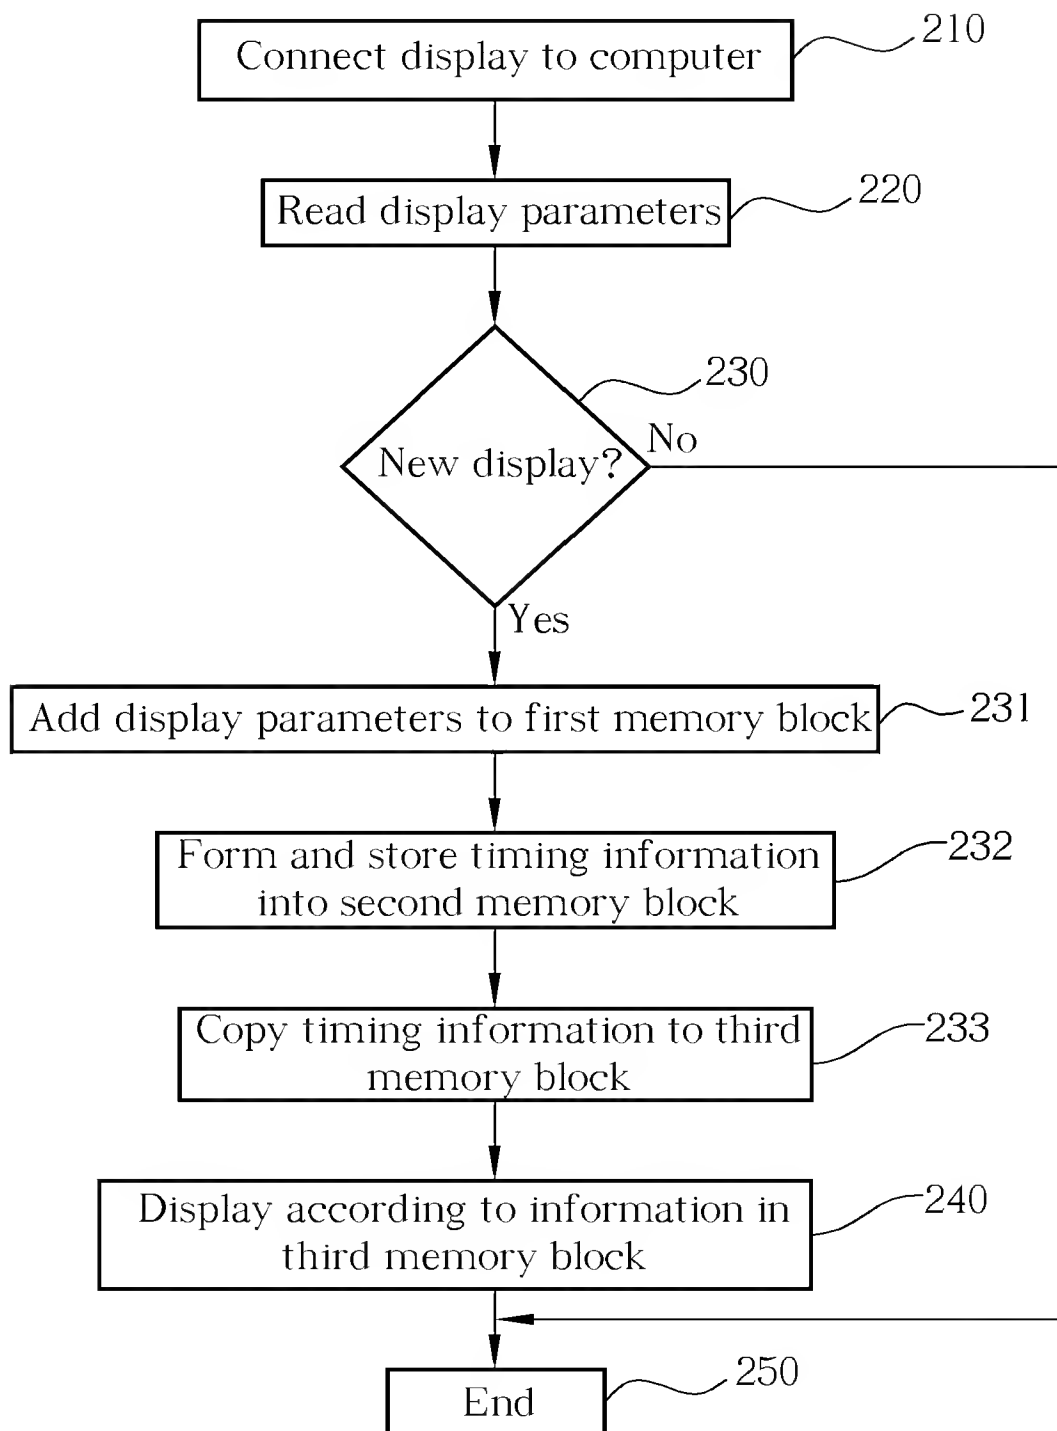 Connect display to computer
210
Read display parameters
220
230
New display?
No
Yes
Add display parameters to first memory block
231
Form and store timing information
into second memory block
232
Copy timing information to third
memory block
233
Display according to information in
third memory block
240
End
250